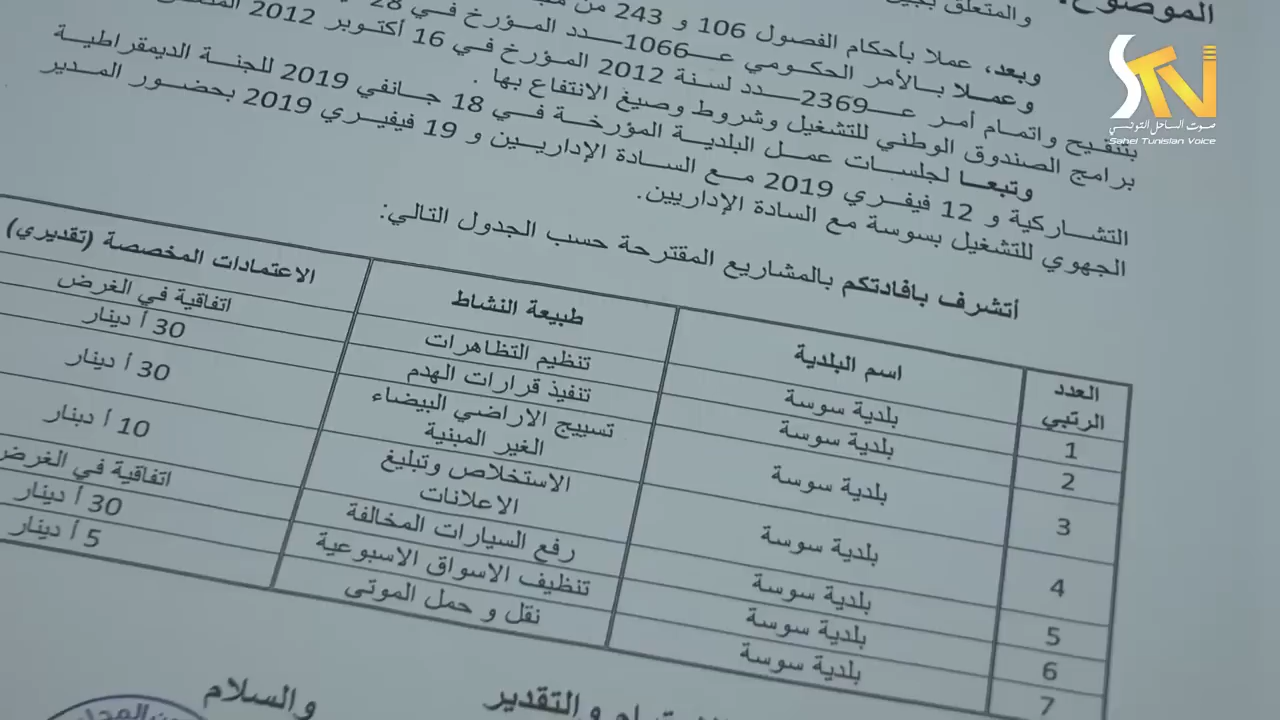 الموضوع:
والمتعلق
وبعد، عملا بأحكام الفصول 106 و 243 من
وعملا بالأمر الحكومي عـــ1066ـــدد المؤرخ في 28
بتنقيح واتمام أمر عـــ2369ـــدد لسنة 2012 المؤرخ في 16 أكتوبر 2012
برامج الصندوق الوطني للتشغيل وشروط وصيغ الانتفاع بها .
وتبعا لجلسات عمل البلدية المؤرخة في 18 جانفي 2019 للجنة الديمقراطية
التشاركية و 12 فيفري 2019 مع السادة الإداريين و 19 فيفيري 2019 بحضور المدير
الجهوي للتشغيل بسوسة مع السادة الإداريين.
أتشرف بافادتكم بالمشاريع المقترحة حسب الجدول التالي:
العدد الرتبي اسم البلدية طبيعة النشاط الاعتمادات المخصصة (تقديري)
1 بلدية سوسة تنظيم التظاهرات اتفاقية في الغرض
2 بلدية سوسة تنفيذ قرارات الهدم 30 أ دينار
3 بلدية سوسة تسييج الاراضي البيضاء الغير المبنية 30 أ دينار
4 بلدية سوسة الاستخلاص وتبليغ الاعلانات 10 أ دينار
5 بلدية سوسة رفع السيارات المخالفة اتفاقية في الغرض
6 بلدية سوسة تنظيف الاسواق الاسبوعية 30 أ دينار
7 بلدية سوسة نقل و حمل الموتى 5 أ دينار
والتقدير
والسلام
STN
صوت الساحل التونسي
Sahel Tunisian Voice